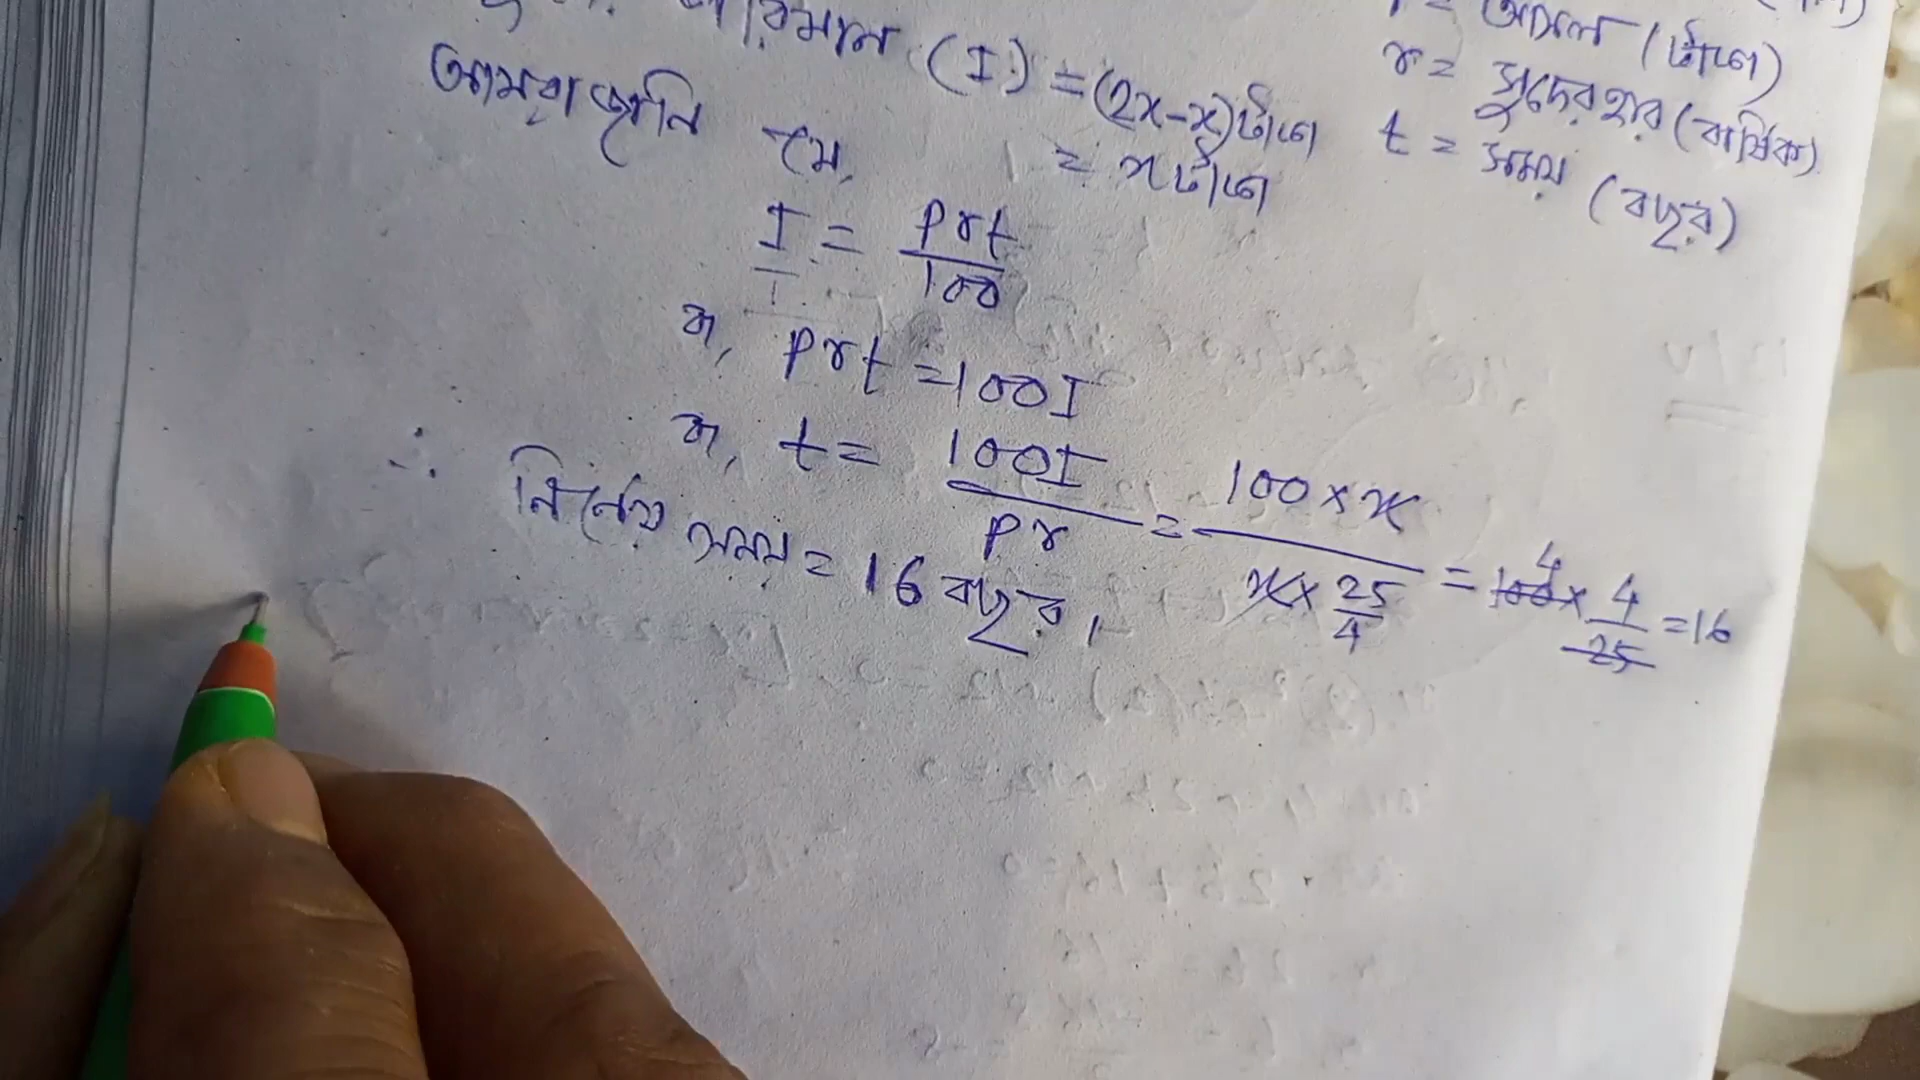 (I) = (2x-x) টাকা
= x টাকা
= আসল (টাকা)
r = সুদের হার (বার্ষিক)
t = সময় (বছর)
আমরা জানি যে,
I = prt/100
বা, prt = 100I
বা, t = 100I/pr = 100 × x / x × 25/4 = 100 × 4/25 = 16
4
∴ নির্ণেয় সময় = 16 বছর।